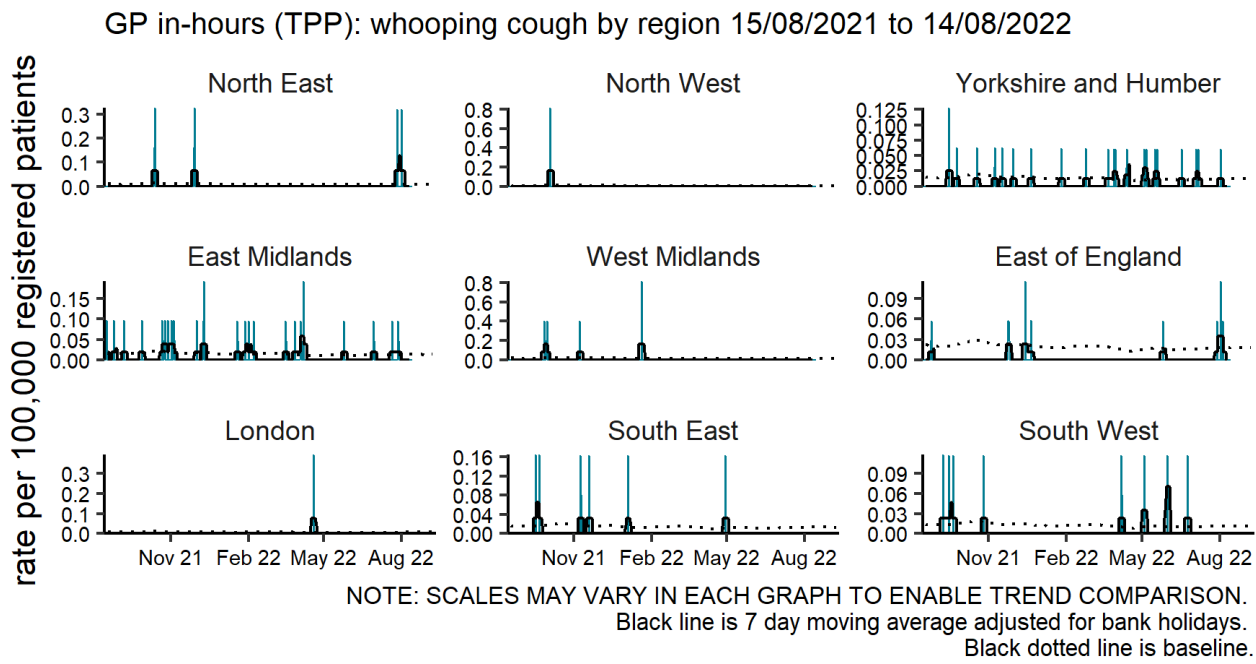 GP in-hours (TPP): whooping cough by region 15/08/2021 to 14/08/2022
rate per 100,000 registered patients
North East
0.3
0.2
0.1
0.0
North West
0.8
0.6
0.4
0.2
0.0
Yorkshire and Humber
0.125
0.100
0.075
0.050
0.025
0.000
East Midlands
0.15
0.10
0.05
0.00
West Midlands
0.8
0.6
0.4
0.2
0.0
East of England
0.09
0.06
0.03
0.00
London
0.3
0.2
0.1
0.0
Nov 21 Feb 22 May 22 Aug 22
South East
0.16
0.12
0.08
0.04
0.00
Nov 21 Feb 22 May 22 Aug 22
South West
0.09
0.06
0.03
0.00
Nov 21 Feb 22 May 22 Aug 22
NOTE: SCALES MAY VARY IN EACH GRAPH TO ENABLE TREND COMPARISON.
Black line is 7 day moving average adjusted for bank holidays.
Black dotted line is baseline.